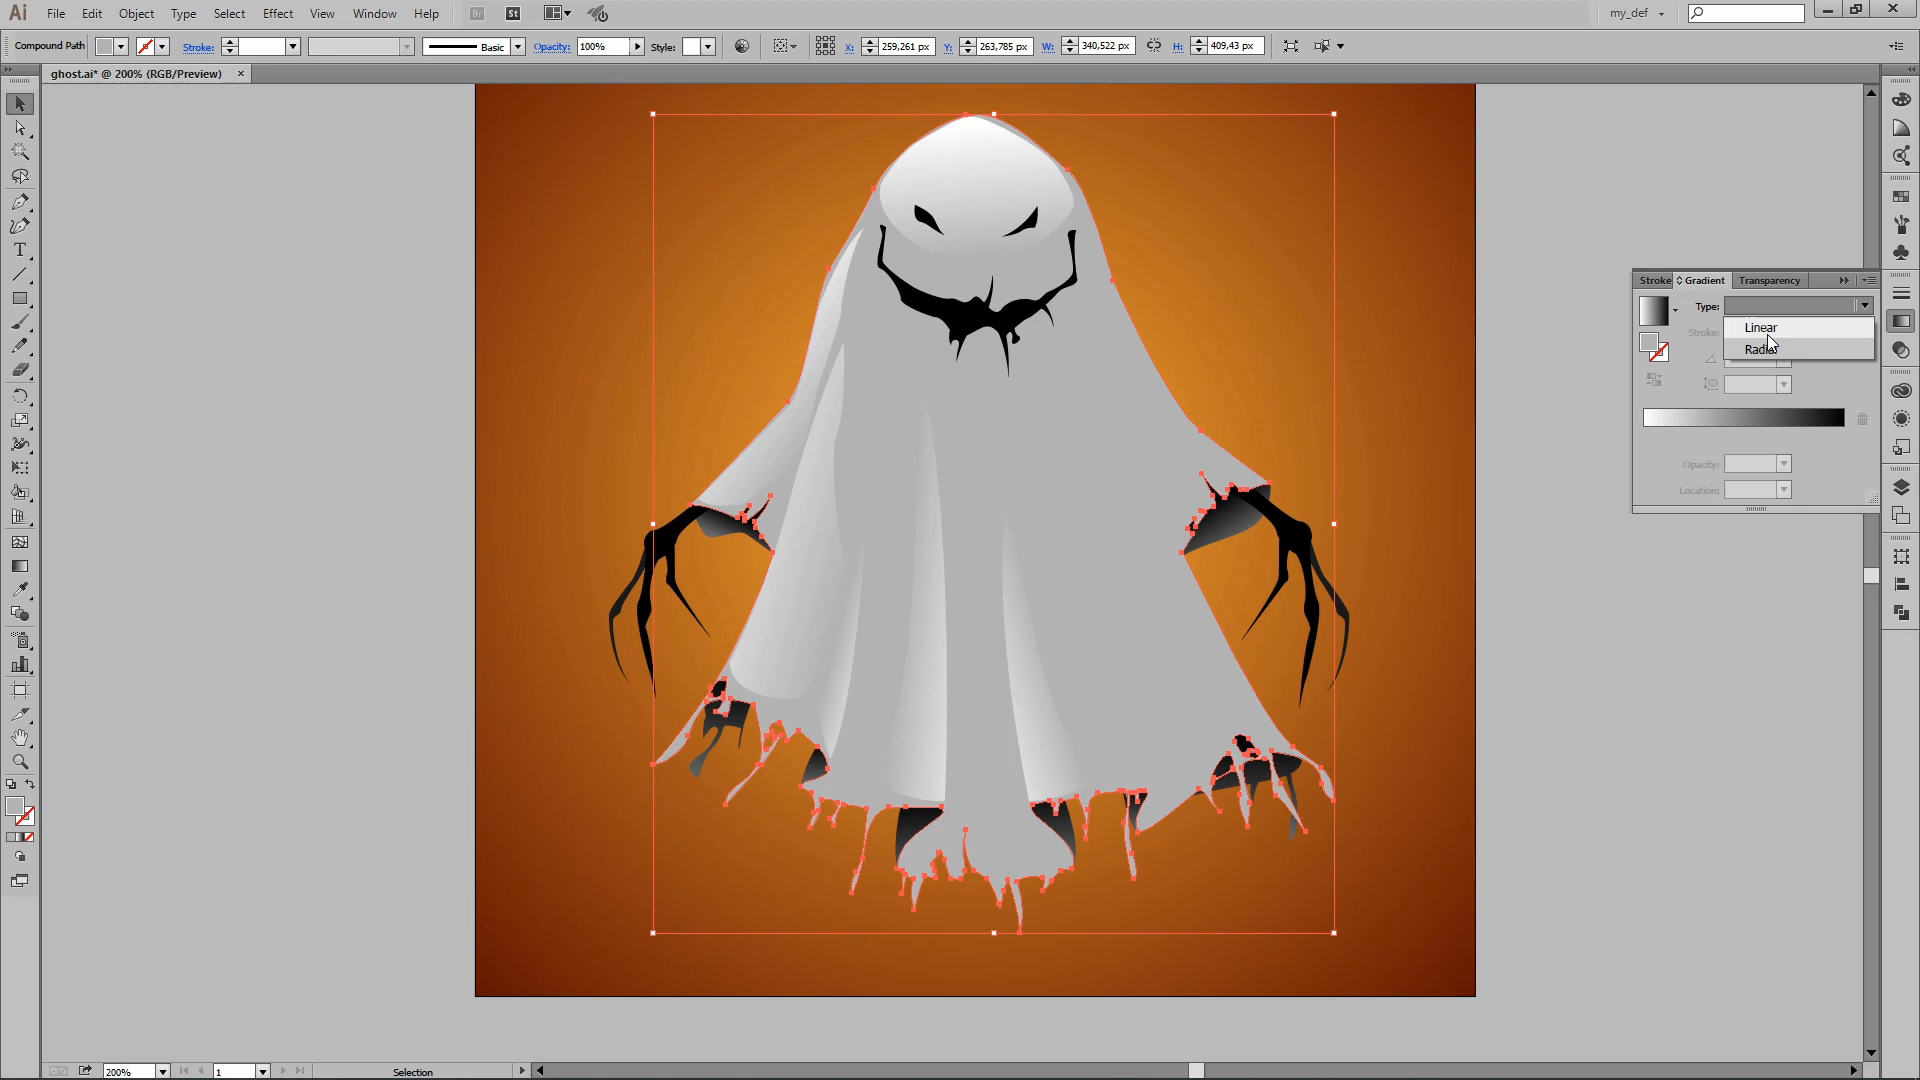 Ai File Edit Object Type Select Effect View Window Help Br St my_def
Compound Path Stroke: Basic Opacity: 100% Style: X: 259,261 px Y: 263,785 px W: 340,522 px H: 409,43 px
ghost.ai* @ 200% (RGB/Preview)
Stroke Gradient Transparency
Type:
Linear
Stroke:
Radial
Opacity:
Location:
200% 1 Selection